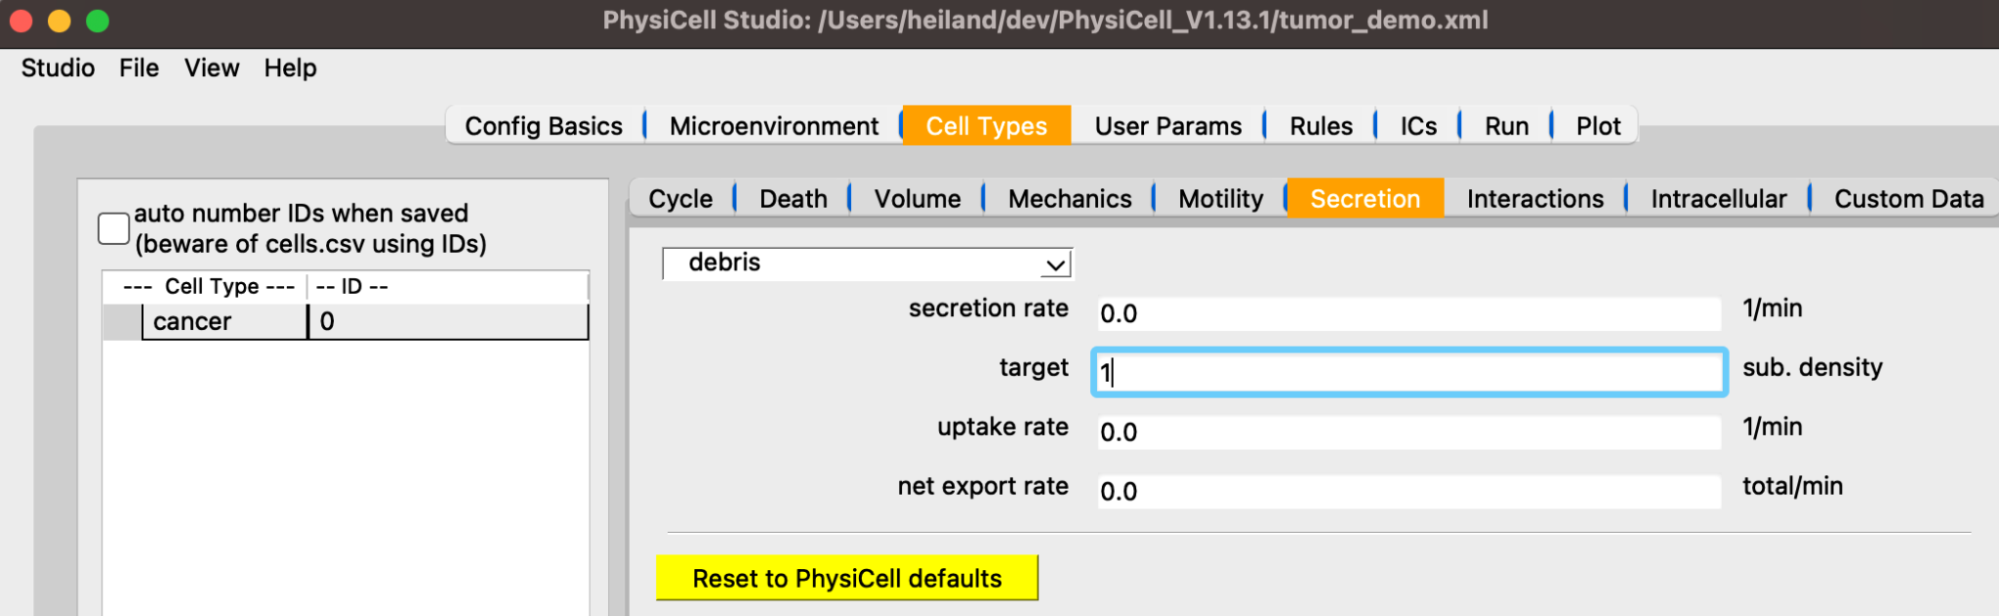 PhysiCell Studio: /Users/heiland/dev/PhysiCell_V1.13.1/tumor_demo.xml
Studio File View Help
Config Basics Microenvironment Cell Types User Params Rules ICs Run Plot
auto number IDs when saved
(beware of cells.csv using IDs)
--- Cell Type --- -- ID --
cancer 0
Cycle Death Volume Mechanics Motility Secretion Interactions Intracellular Custom Data
debris
secretion rate 0.0 1/min
target 1 sub. density
uptake rate 0.0 1/min
net export rate 0.0 total/min
Reset to PhysiCell defaults